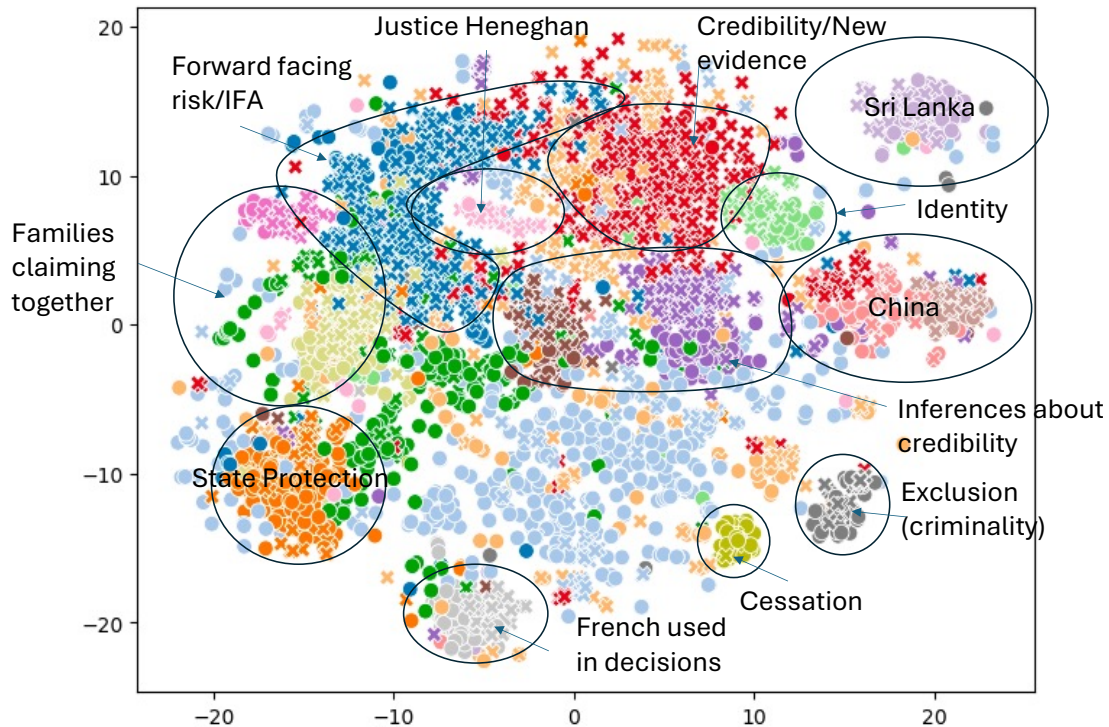 20
10
0
−10
−20
−20
−10
0
10
20
Justice Heneghan
Credibility/New
evidence
Forward facing
risk/IFA
Sri Lanka
Identity
Families
claiming
together
China
Inferences about
credibility
State Protection
Exclusion
(criminality)
Cessation
French used
in decisions